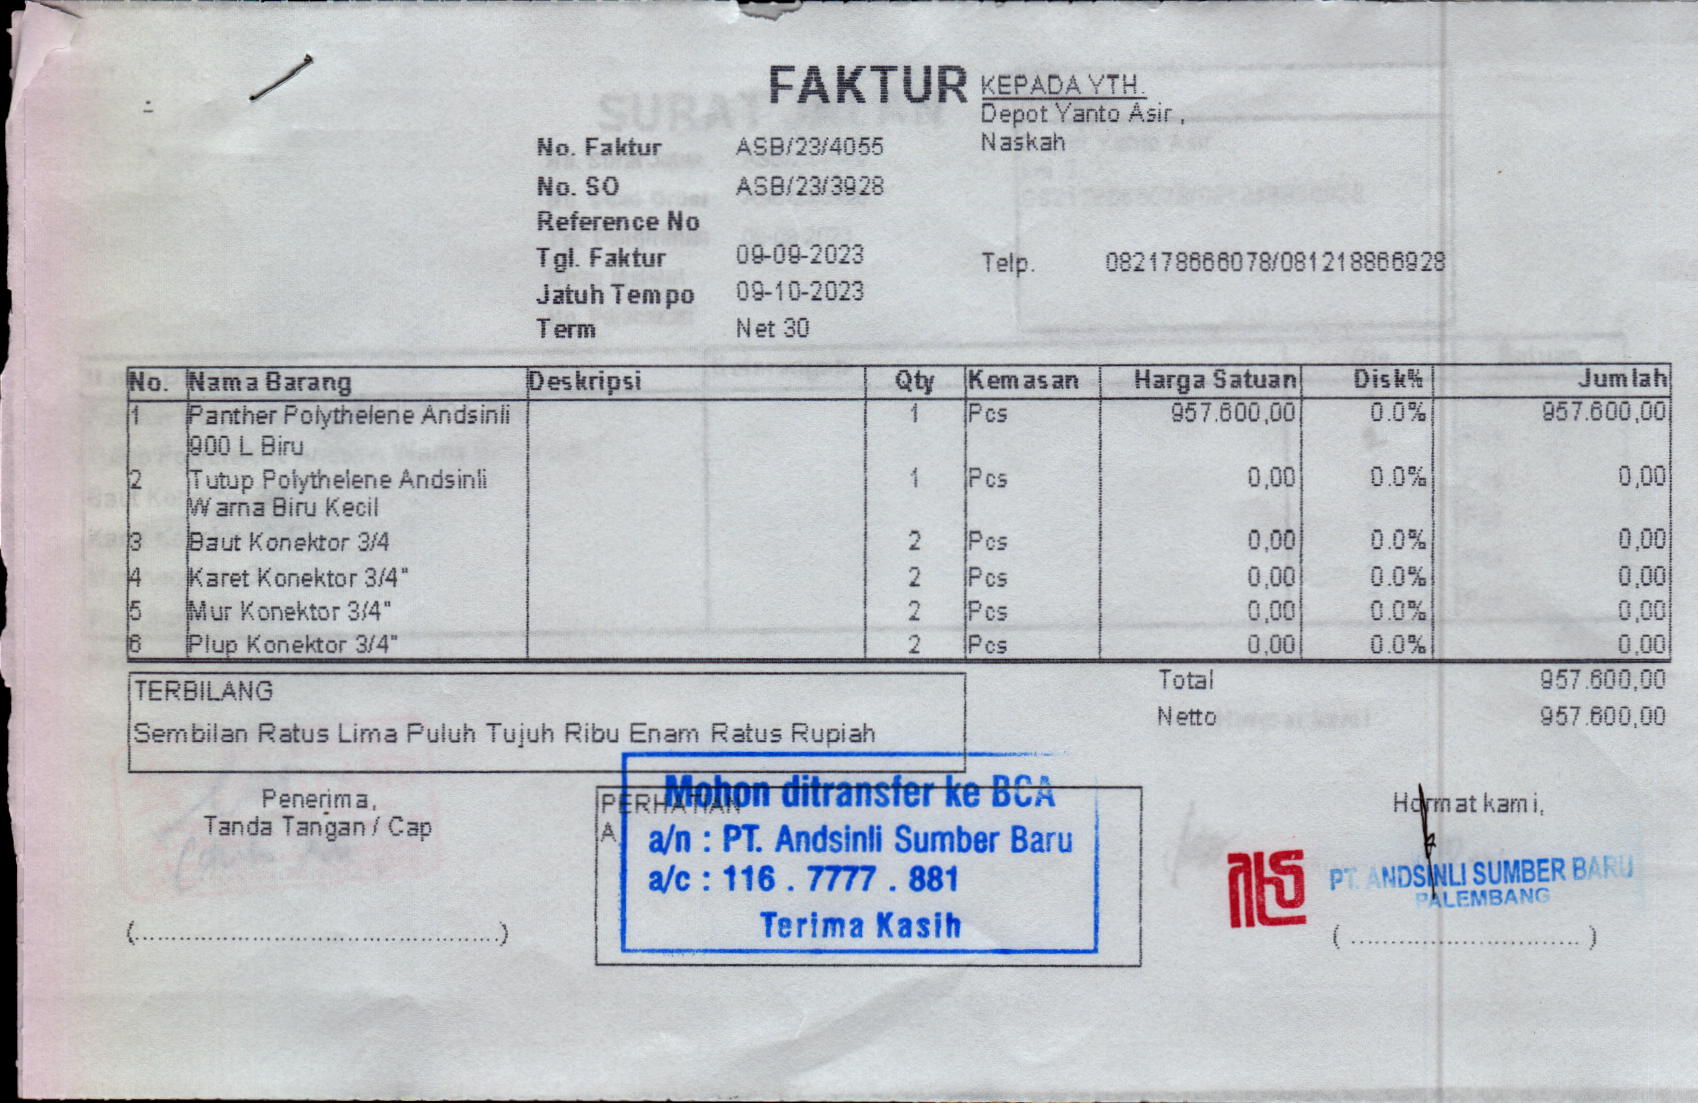 FAKTUR
KEPADA YTH.
Depot Yanto Asir ,
Naskah
No. Faktur ASB/23/4055
No. SO ASB/23/3928
Reference No
Tgl. Faktur 09-09-2023
Telp. 082178666078/081218866928
Jatuh Tempo 09-10-2023
Term Net 30
No. Nama Barang Deskripsi Qty Kemasan Harga Satuan Disk% Jumlah
1 Panther Polythelene Andsinli 1 Pcs 957.600,00 0.0% 957.600,00
900 L Biru
2 Tutup Polythelene Andsinli 1 Pcs 0,00 0.0% 0,00
Warna Biru Kecil
3 Baut Konektor 3/4 2 Pcs 0,00 0.0% 0,00
4 Karet Konektor 3/4" 2 Pcs 0,00 0.0% 0,00
5 Mur Konektor 3/4" 2 Pcs 0,00 0.0% 0,00
6 Plup Konektor 3/4" 2 Pcs 0,00 0.0% 0,00
TERBILANG
Sembilan Ratus Lima Puluh Tujuh Ribu Enam Ratus Rupiah
Total 957.600,00
Netto 957.600,00
Penerima,
Tanda Tangan / Cap
PERHATIAN
A
Mohon ditransfer ke BCA
a/n : PT. Andsinli Sumber Baru
a/c : 116 . 7777 . 881
Terima Kasih
Hormat kami,
PT. ANDSINLI SUMBER BARU
PALEMBANG
(............................................)
( ............................ )